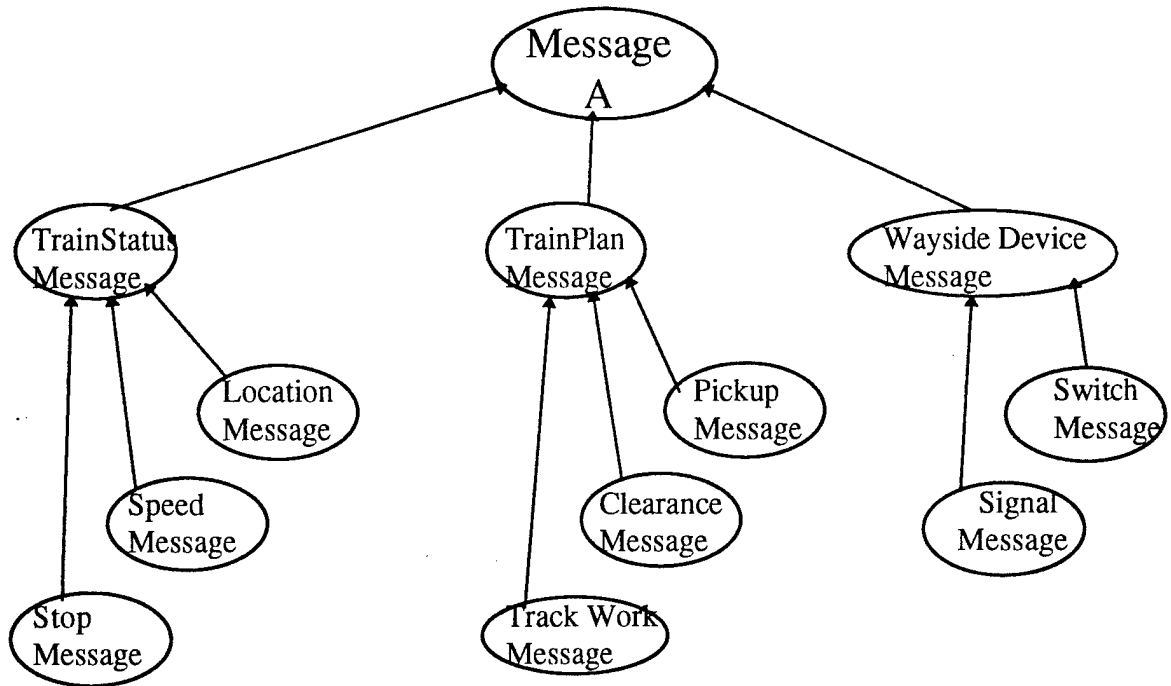 Message
A
TrainStatus
Message
TrainPlan
Message
Wayside Device
Message
Location
Message
Pickup
Message
Switch
Message
Speed
Message
Clearance
Message
Signal
Message
Stop
Message
Track Work
Message